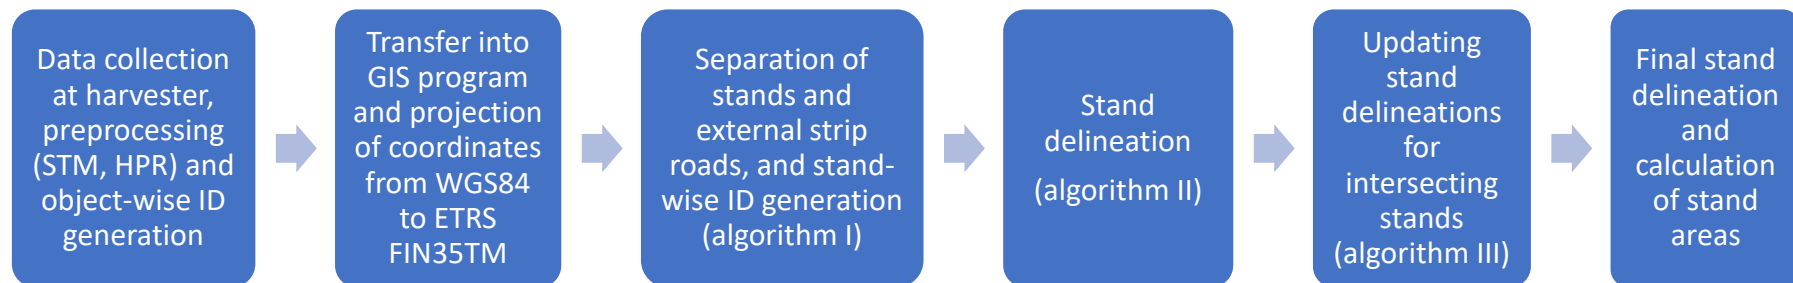 Data collection
at harvester,
preprocessing
(STM, HPR) and
object-wise ID
generation
Transfer into
GIS program
and projection
of coordinates
from WGS84
to ETRS
FIN35TM
Separation of
stands and
external strip
roads, and stand-
wise ID generation
(algorithm I)
Stand
delineation
(algorithm II)
Updating
stand
delineations
for
intersecting
stands
(algorithm III)
Final stand
delineation
and
calculation
of stand
areas